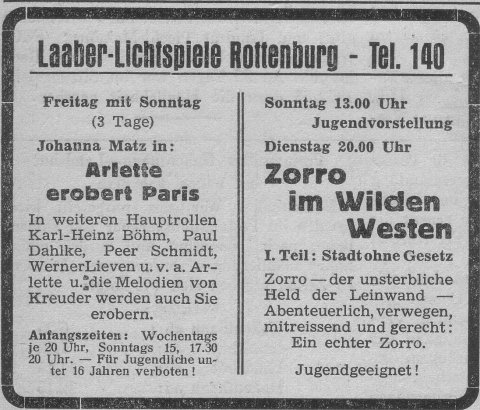 Laaber-Lichtspiele Rottenburg - Tel. 140
Freitag mit Sonntag
(3 Tage)
Johanna Matz in:
Arlette
erobert Paris
In weiteren Hauptrollen
Karl-Heinz Böhm, Paul
Dahlke, Peer Schmidt,
Werner Lieven u. v. a. Ar-
lette u. die Melodien von
Kreuder werden auch Sie
erobern.
Anfangszeiten: Wochentags
je 20 Uhr, Sonntags 15, 17.30
20 Uhr. — Für Jugendliche un-
ter 16 Jahren verboten!
Sonntag 13.00 Uhr
Jugendvorstellung
Dienstag 20.00 Uhr
Zorro
im Wilden
Westen
I. Teil: Stadt ohne Gesetz
Zorro — der unsterbliche
Held der Leinwand —
Abenteuerlich, verwegen,
mitreissend und gerecht:
Ein echter Zorro.
Jugendgeeignet!